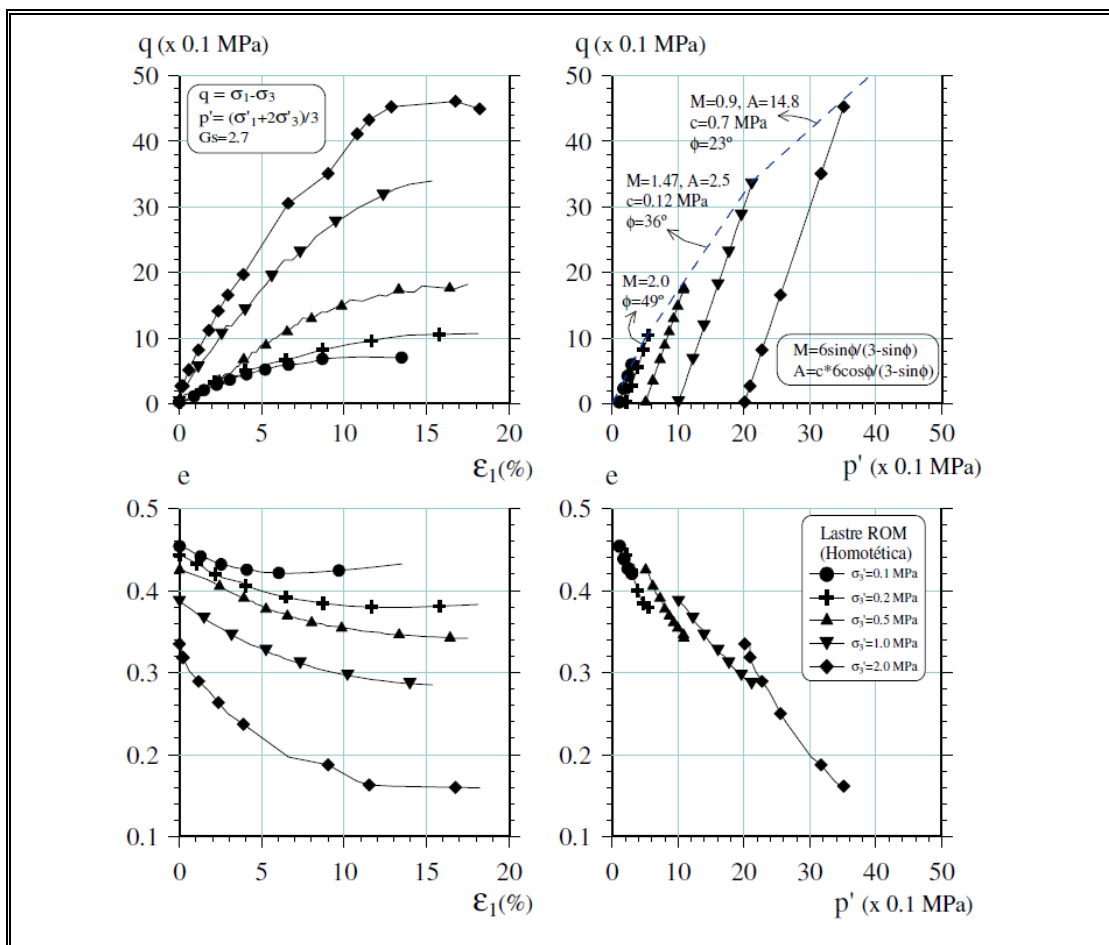 q (x 0.1 MPa)
50
40
30
20
10
0
q = σ1-σ3
p'= (σ'1+2σ'3)/3
Gs=2.7
0 5 10 15 20
ε1(%)
q (x 0.1 MPa)
50
40
30
20
10
0
M=0.9, A=14.8
c=0.7 MPa
ϕ=23º
M=1.47, A=2.5
c=0.12 MPa
ϕ=36º
M=2.0
ϕ=49º
M=6sinϕ/(3-sinϕ)
A=c*6cosϕ/(3-sinϕ)
0 10 20 30 40 50
p' (x 0.1 MPa)
e
0.5
0.4
0.3
0.2
0.1
0 5 10 15 20
ε1(%)
e
0.5
0.4
0.3
0.2
0.1
Lastre ROM
(Homotética)
σ3'=0.1 MPa
σ3'=0.2 MPa
σ3'=0.5 MPa
σ3'=1.0 MPa
σ3'=2.0 MPa
0 10 20 30 40 50
p' (x 0.1 MPa)